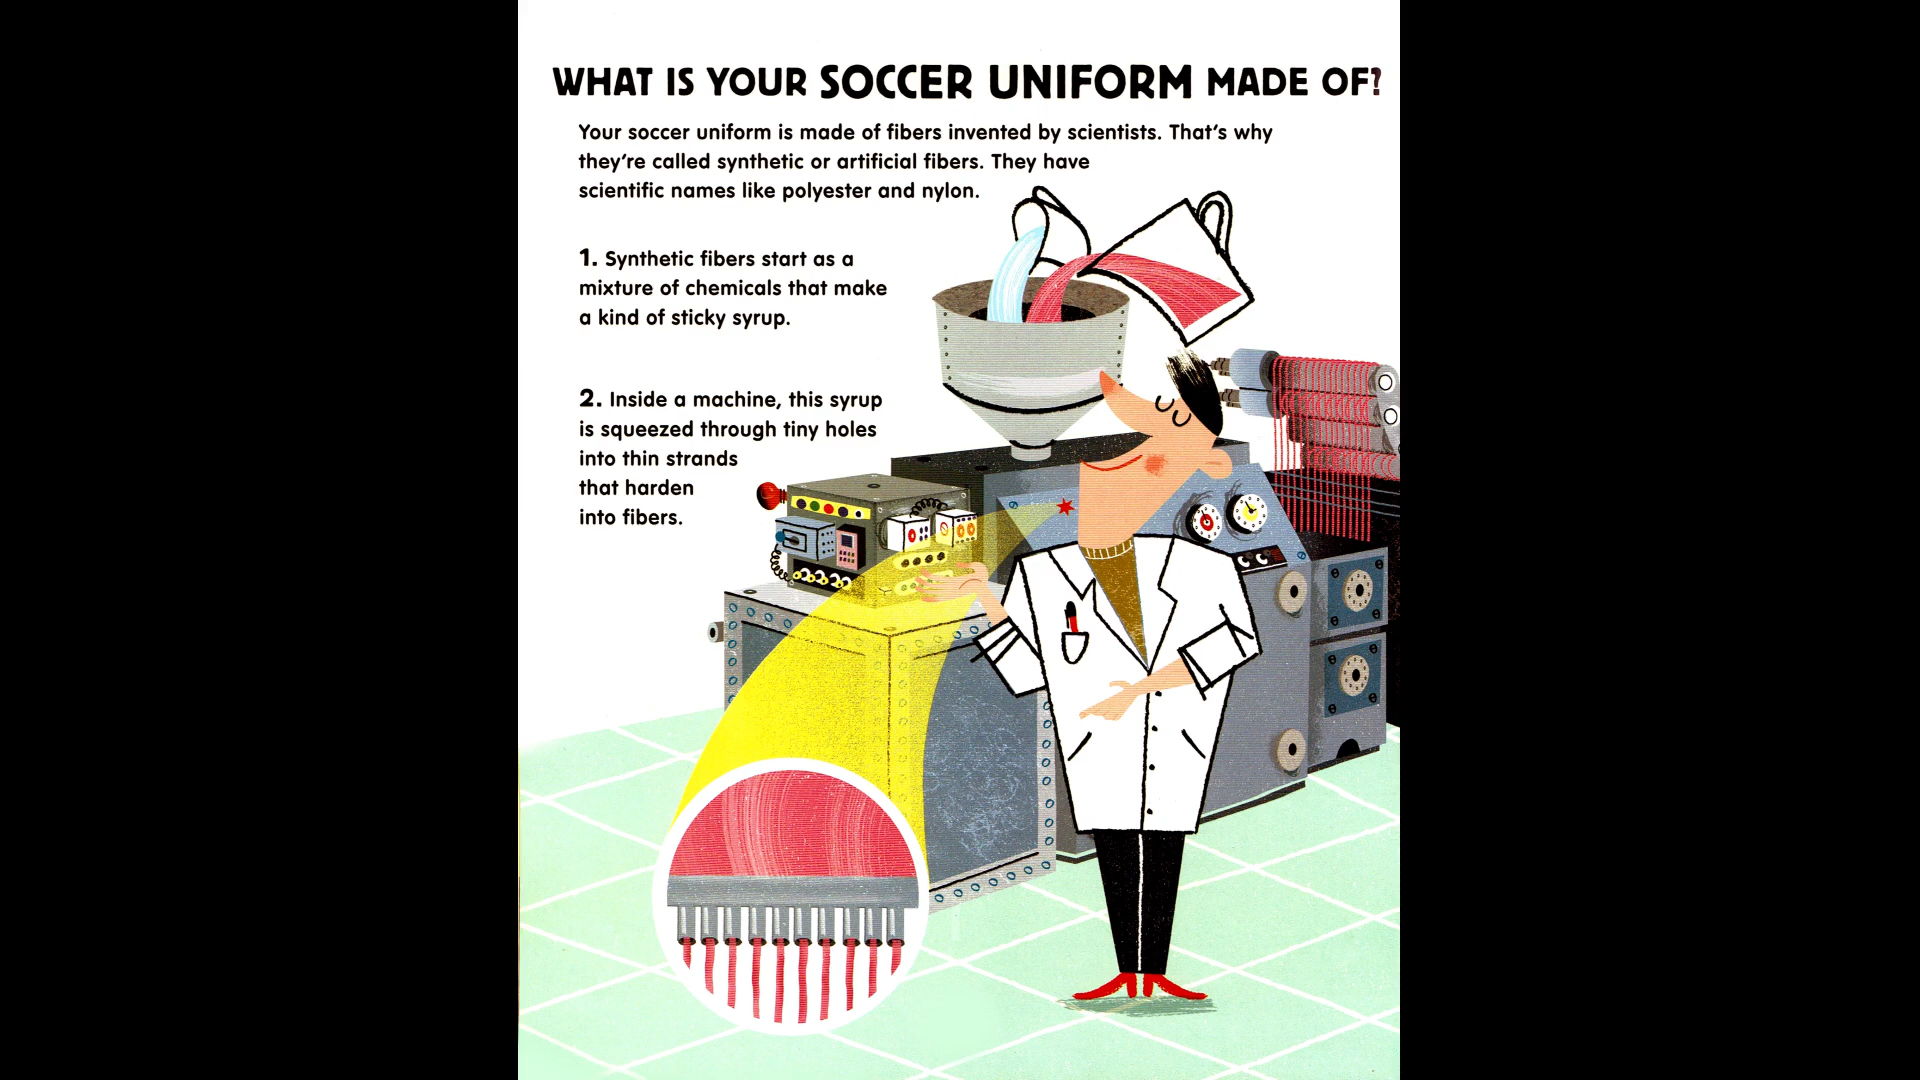 WHAT IS YOUR SOCCER UNIFORM MADE OF?
Your soccer uniform is made of fibers invented by scientists. That's why
they're called synthetic or artificial fibers. They have
scientific names like polyester and nylon.
1. Synthetic fibers start as a
mixture of chemicals that make
a kind of sticky syrup.
2. Inside a machine, this syrup
is squeezed through tiny holes
into thin strands
that harden
into fibers.